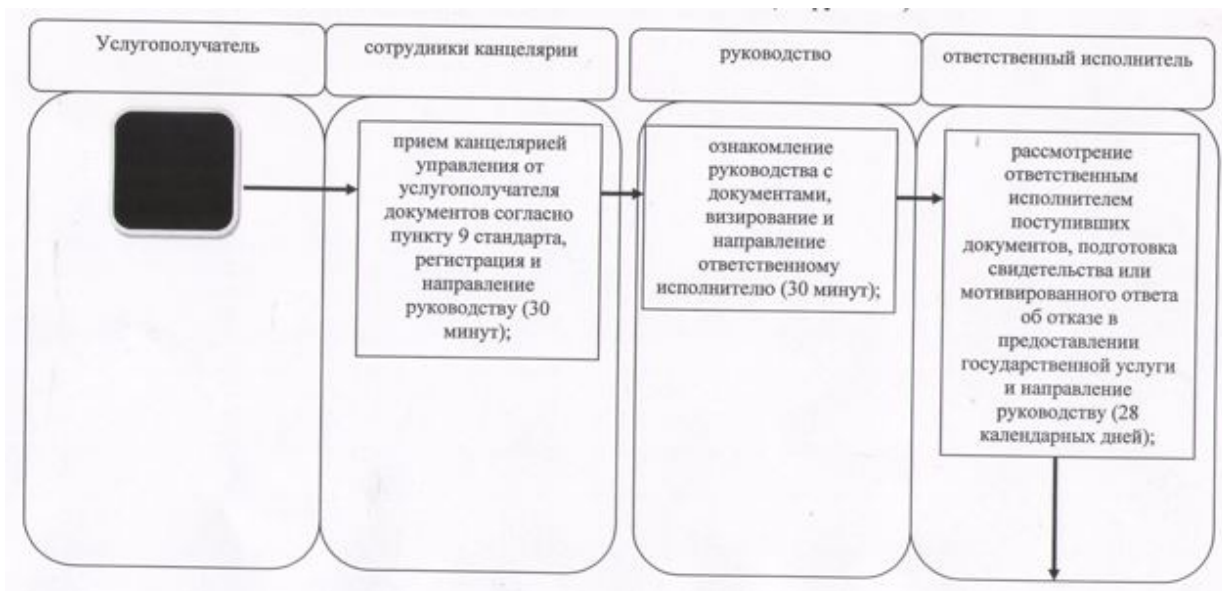 Услугополучатель
сотрудники канцелярии
руководство
ответственный исполнитель
прием канцелярией
управления от
услугополучателя
документов согласно
пункту 9 стандарта,
регистрация и
направление
руководству (30
минут);
ознакомление
руководства с
документами,
визирование и
направление
ответственному
исполнителю (30 минут);
рассмотрение
ответственным
исполнителем
поступивших
документов, подготовка
свидетельства или
мотивированного ответа
об отказе в
предоставлении
государственной услуги
и направление
руководству (28
календарных дней);